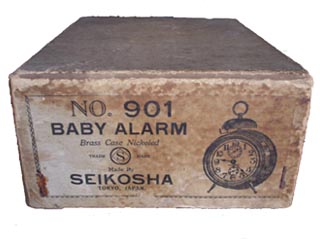 NO. 901
BABY ALARM
Brass Case Nickeled
TRADE S MARK
Made By
SEIKOSHA
TOKYO, JAPAN.